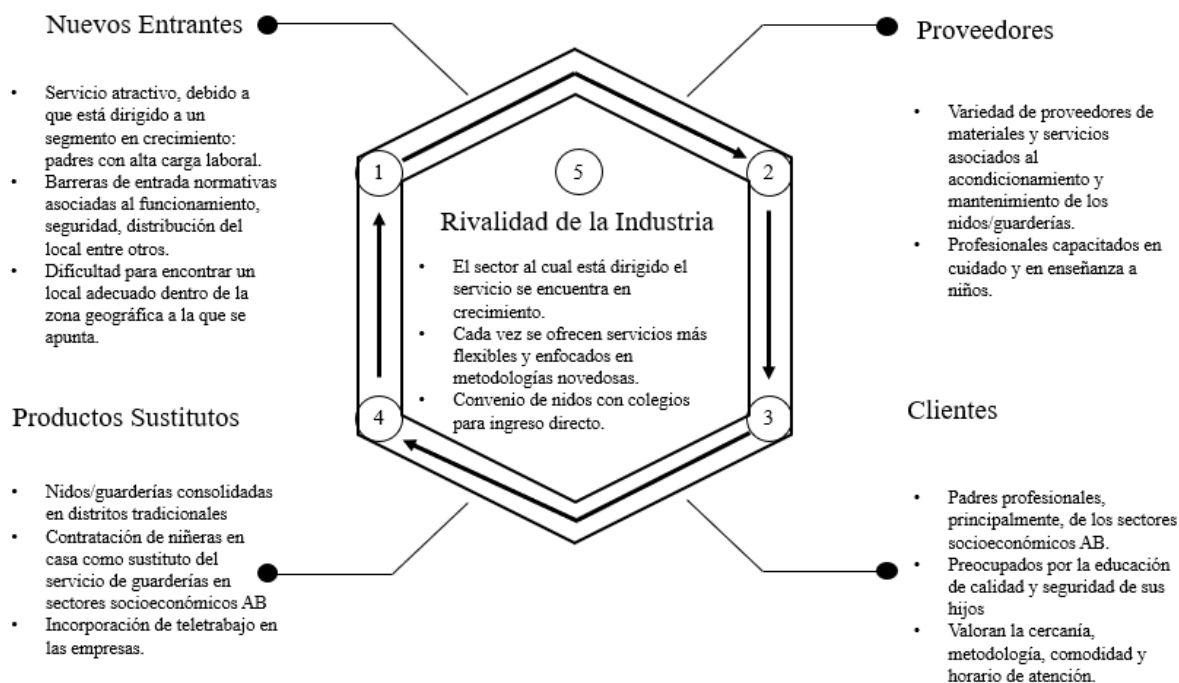 Nuevos Entrantes
• Servicio atractivo, debido a
que está dirigido a un
segmento en crecimiento:
padres con alta carga laboral.
• Barreras de entrada normativas
asociadas al funcionamiento,
seguridad, distribución del
local entre otros.
• Dificultad para encontrar un
local adecuado dentro de la
zona geográfica a la que se
apunta.
Proveedores
• Variedad de proveedores de
materiales y servicios
asociados al
acondicionamiento y
mantenimiento de los
nidos/guarderías.
• Profesionales capacitados en
cuidado y en enseñanza a
niños.
1
5
2
Rivalidad de la Industria
• El sector al cual está dirigido el
servicio se encuentra en
crecimiento.
• Cada vez se ofrecen servicios más
flexibles y enfocados en
metodologías novedosas.
• Convenio de nidos con colegios
para ingreso directo.
4
3
Productos Sustitutos
• Nidos/guarderías consolidadas
en distritos tradicionales
• Contratación de niñeras en
casa como sustituto del
servicio de guarderías en
sectores socioeconómicos AB
• Incorporación de teletrabajo en
las empresas.
Clientes
• Padres profesionales,
principalmente, de los sectores
socioeconómicos AB.
• Preocupados por la educación
de calidad y seguridad de sus
hijos
• Valoran la cercanía,
metodología, comodidad y
horario de atención.